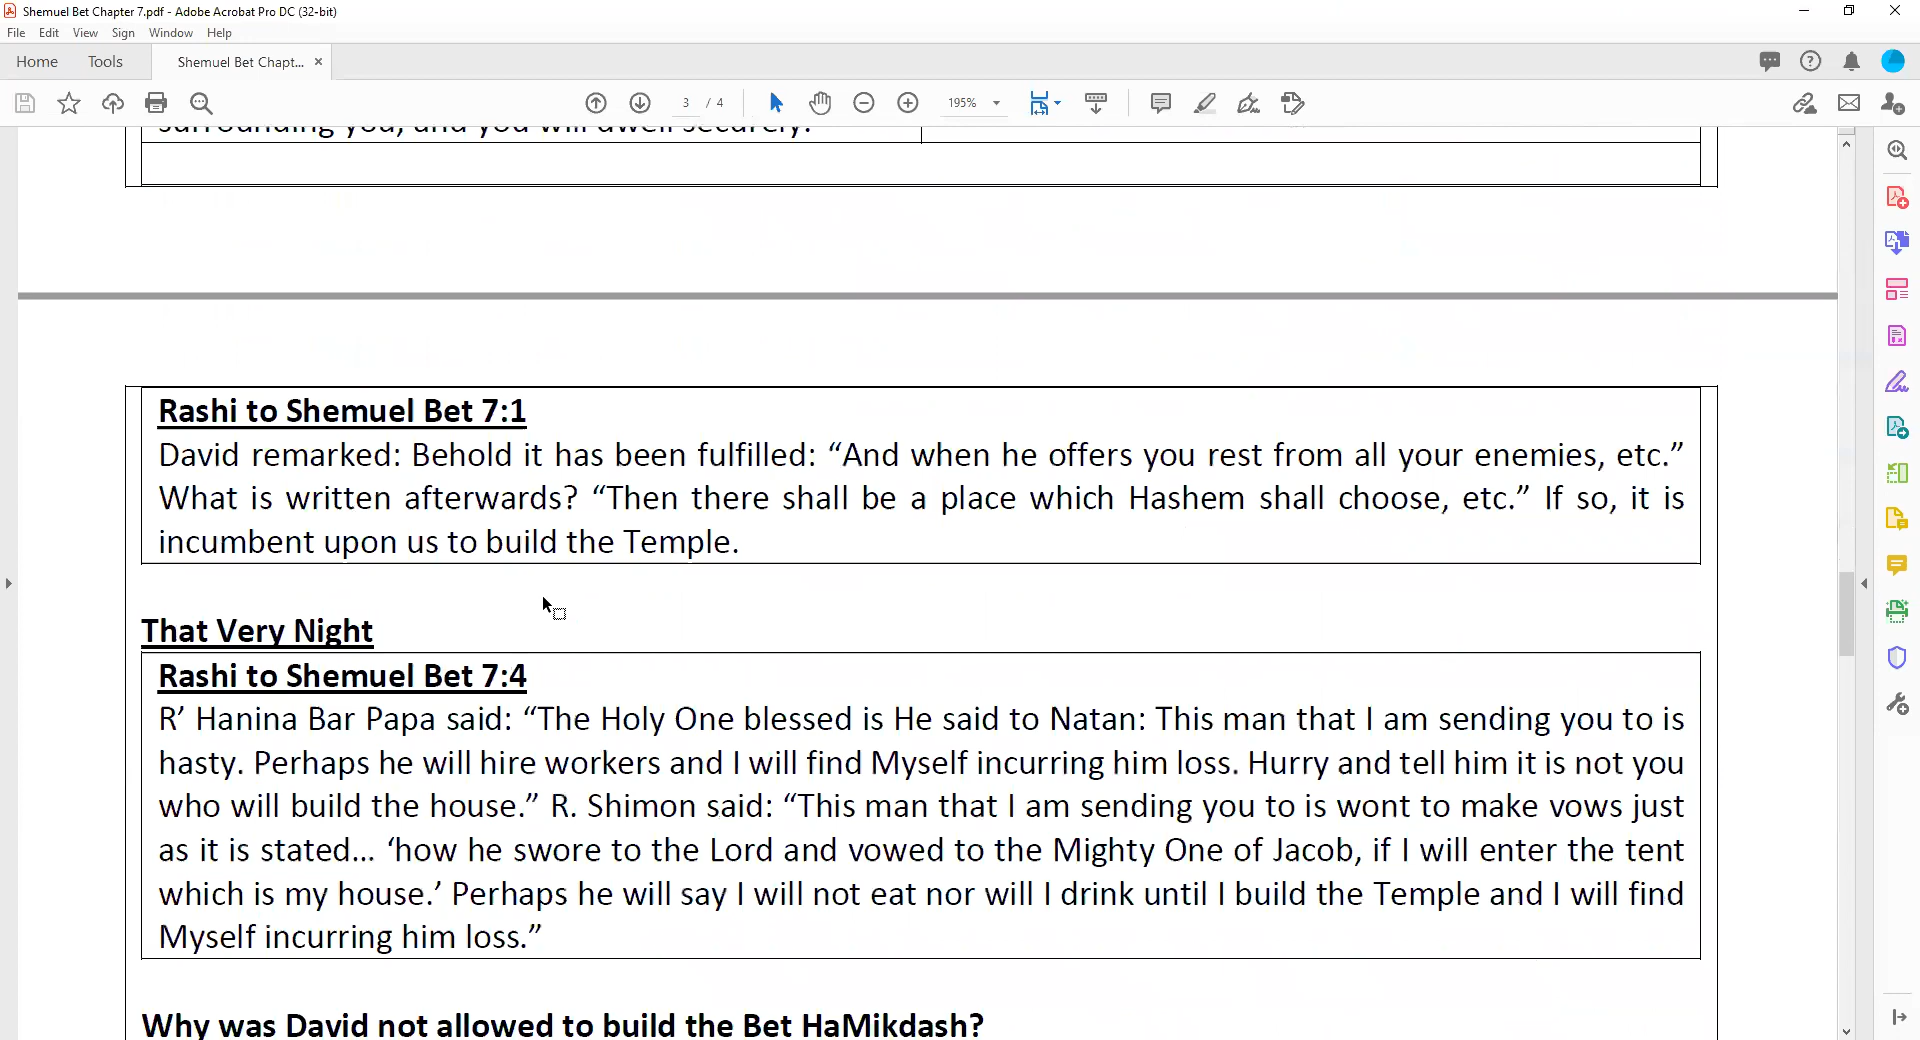 Shemuel Bet Chapter 7.pdf - Adobe Acrobat Pro DC (32-bit)
File Edit View Sign Window Help
Home Tools Shemuel Bet Chapt... ×
3 / 4 195%
surrounding you, and you will dwell securely.
Rashi to Shemuel Bet 7:1
David remarked: Behold it has been fulfilled: “And when he offers you rest from all your enemies, etc.”
What is written afterwards? “Then there shall be a place which Hashem shall choose, etc.” If so, it is
incumbent upon us to build the Temple.
That Very Night
Rashi to Shemuel Bet 7:4
R’ Hanina Bar Papa said: “The Holy One blessed is He said to Natan: This man that I am sending you to is
hasty. Perhaps he will hire workers and I will find Myself incurring him loss. Hurry and tell him it is not you
who will build the house.” R. Shimon said: “This man that I am sending you to is wont to make vows just
as it is stated... ‘how he swore to the Lord and vowed to the Mighty One of Jacob, if I will enter the tent
which is my house.’ Perhaps he will say I will not eat nor will I drink until I build the Temple and I will find
Myself incurring him loss.”
Why was David not allowed to build the Bet HaMikdash?